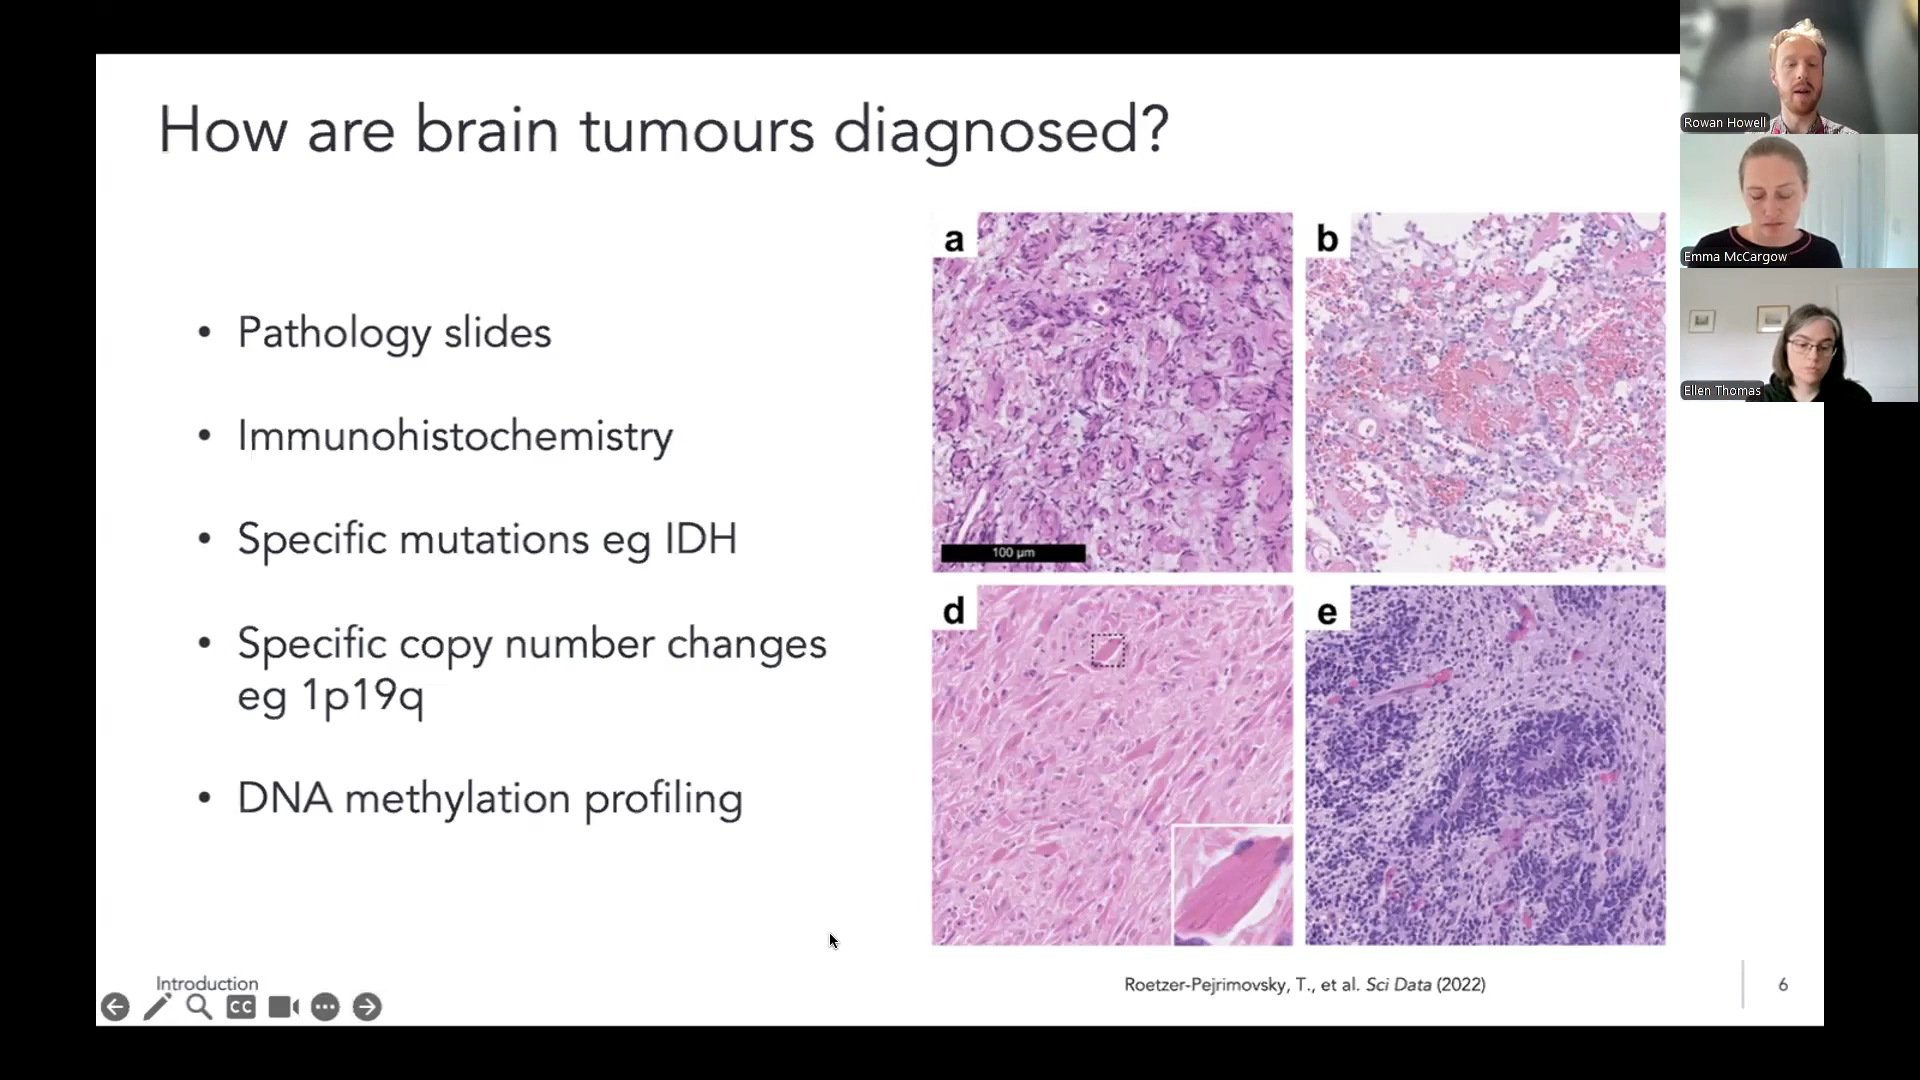 How are brain tumours diagnosed?
• Pathology slides
• Immunohistochemistry
• Specific mutations eg IDH
• Specific copy number changes
eg 1p19q
• DNA methylation profiling
a
b
100 µm
d
e
Introduction
Roetzer-Pejrimovsky, T., et al. Sci Data (2022)
6
CC
Rowan Howell
Emma McCargow
Ellen Thomas